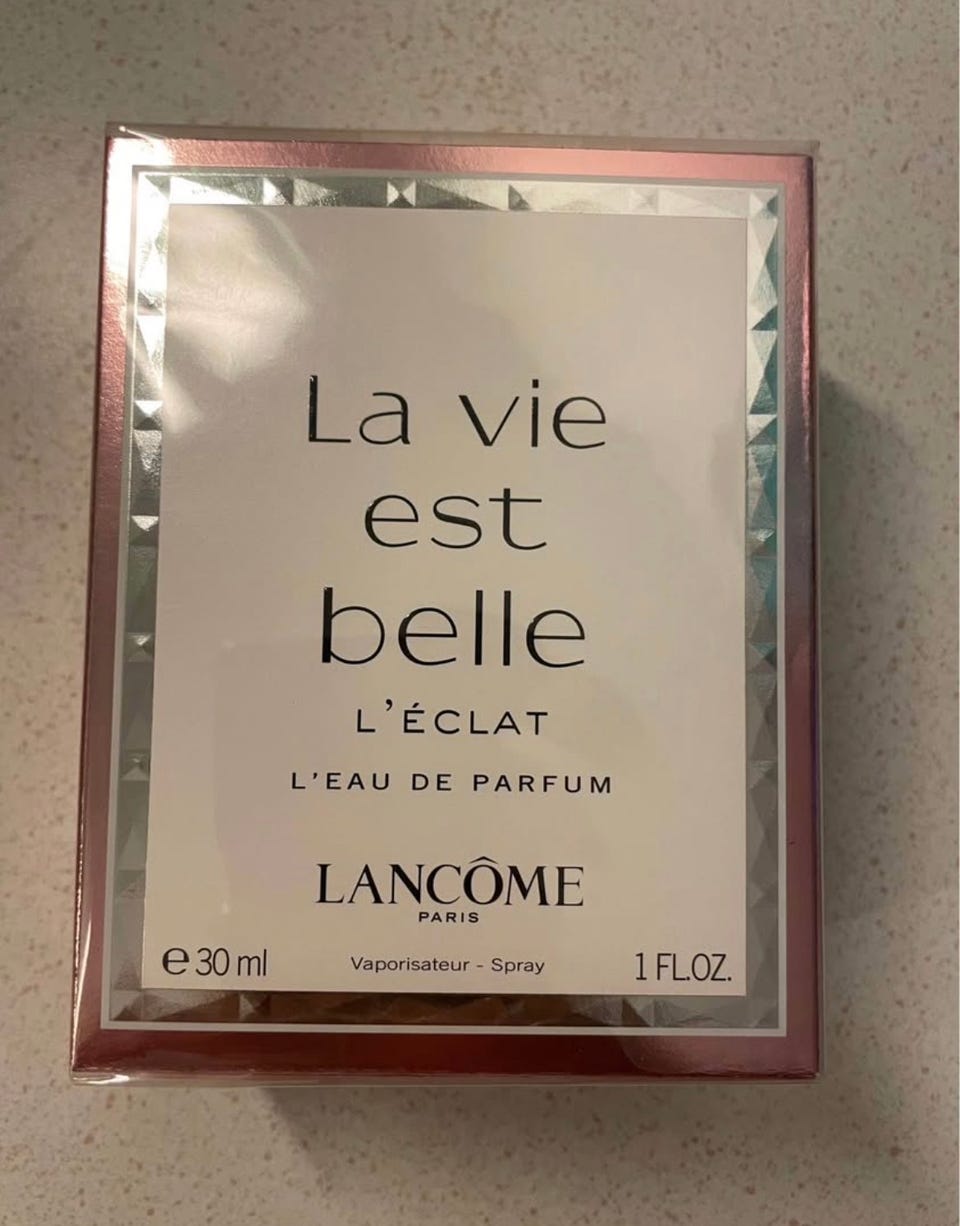 La vie
est
belle
L'ÉCLAT
L'EAU DE PARFUM
LANCÔME
PARIS
℮ 30 ml Vaporisateur - Spray 1 FL.OZ.